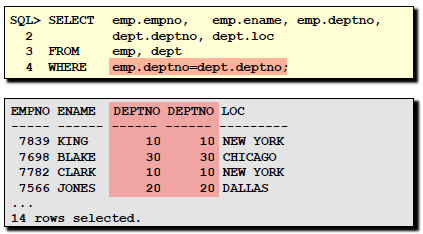 SQL> SELECT emp.empno, emp.ename, emp.deptno,
2 dept.deptno, dept.loc
3 FROM emp, dept
4 WHERE emp.deptno=dept.deptno;
EMPNO ENAME DEPTNO DEPTNO LOC
----- ------ ------ ------ ---------
7839 KING 10 10 NEW YORK
7698 BLAKE 30 30 CHICAGO
7782 CLARK 10 10 NEW YORK
7566 JONES 20 20 DALLAS
...
14 rows selected.